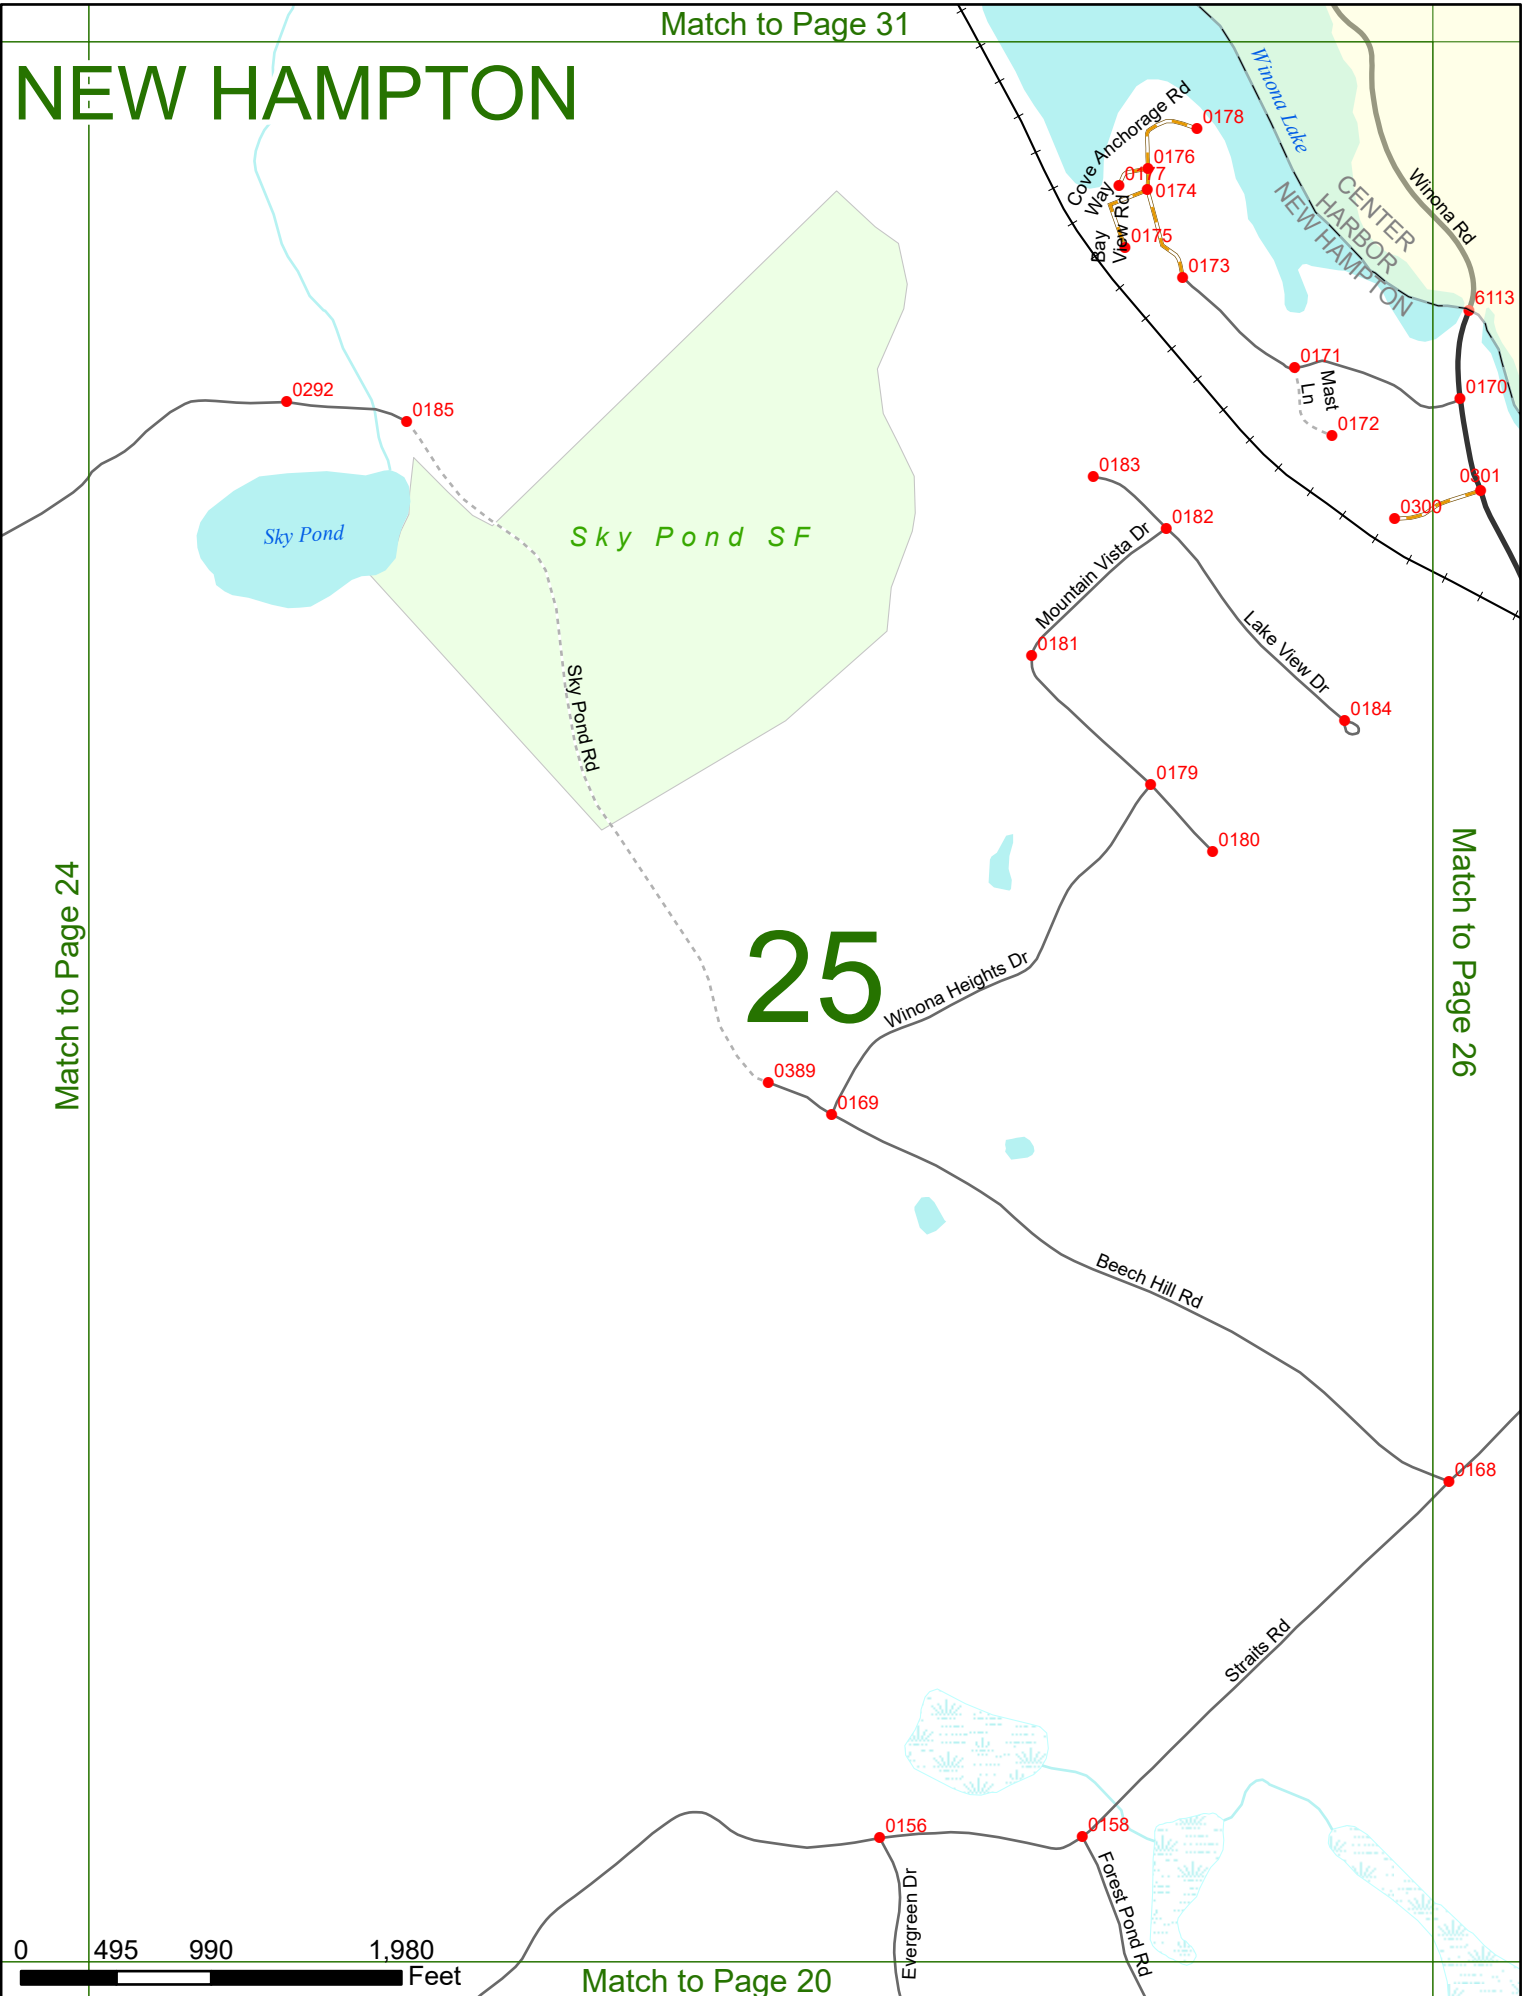 Match to Page 31
NEW HAMPTON
Winona Lake
Cove Anchorage Rd
0178
0176
0177
0174
Bay Way
View Rd
0175
0173
Winona Rd
CENTER
HARBOR
NEW HAMPTON
6113
0171
Mast
Ln
0170
0172
0292
0185
0183
0301
0300
0182
Sky Pond
Sky Pond SF
Mountain Vista Dr
0181
Lake View Dr
Sky Pond Rd
0184
0179
0180
Match to Page 24
Match to Page 26
25
Winona Heights Dr
0389
0169
Beech Hill Rd
0168
Straits Rd
0156
0158
Evergreen Dr
Forest Pond Rd
0 495 990 1,980
Feet
Match to Page 20